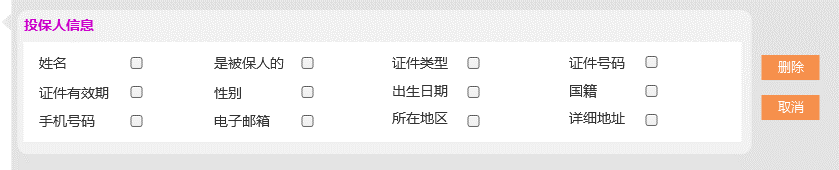 投保人信息
姓名 是被保人的 证件类型 证件号码
证件有效期 性别 出生日期 国籍
手机号码 电子邮箱 所在地区 详细地址
删除
取消